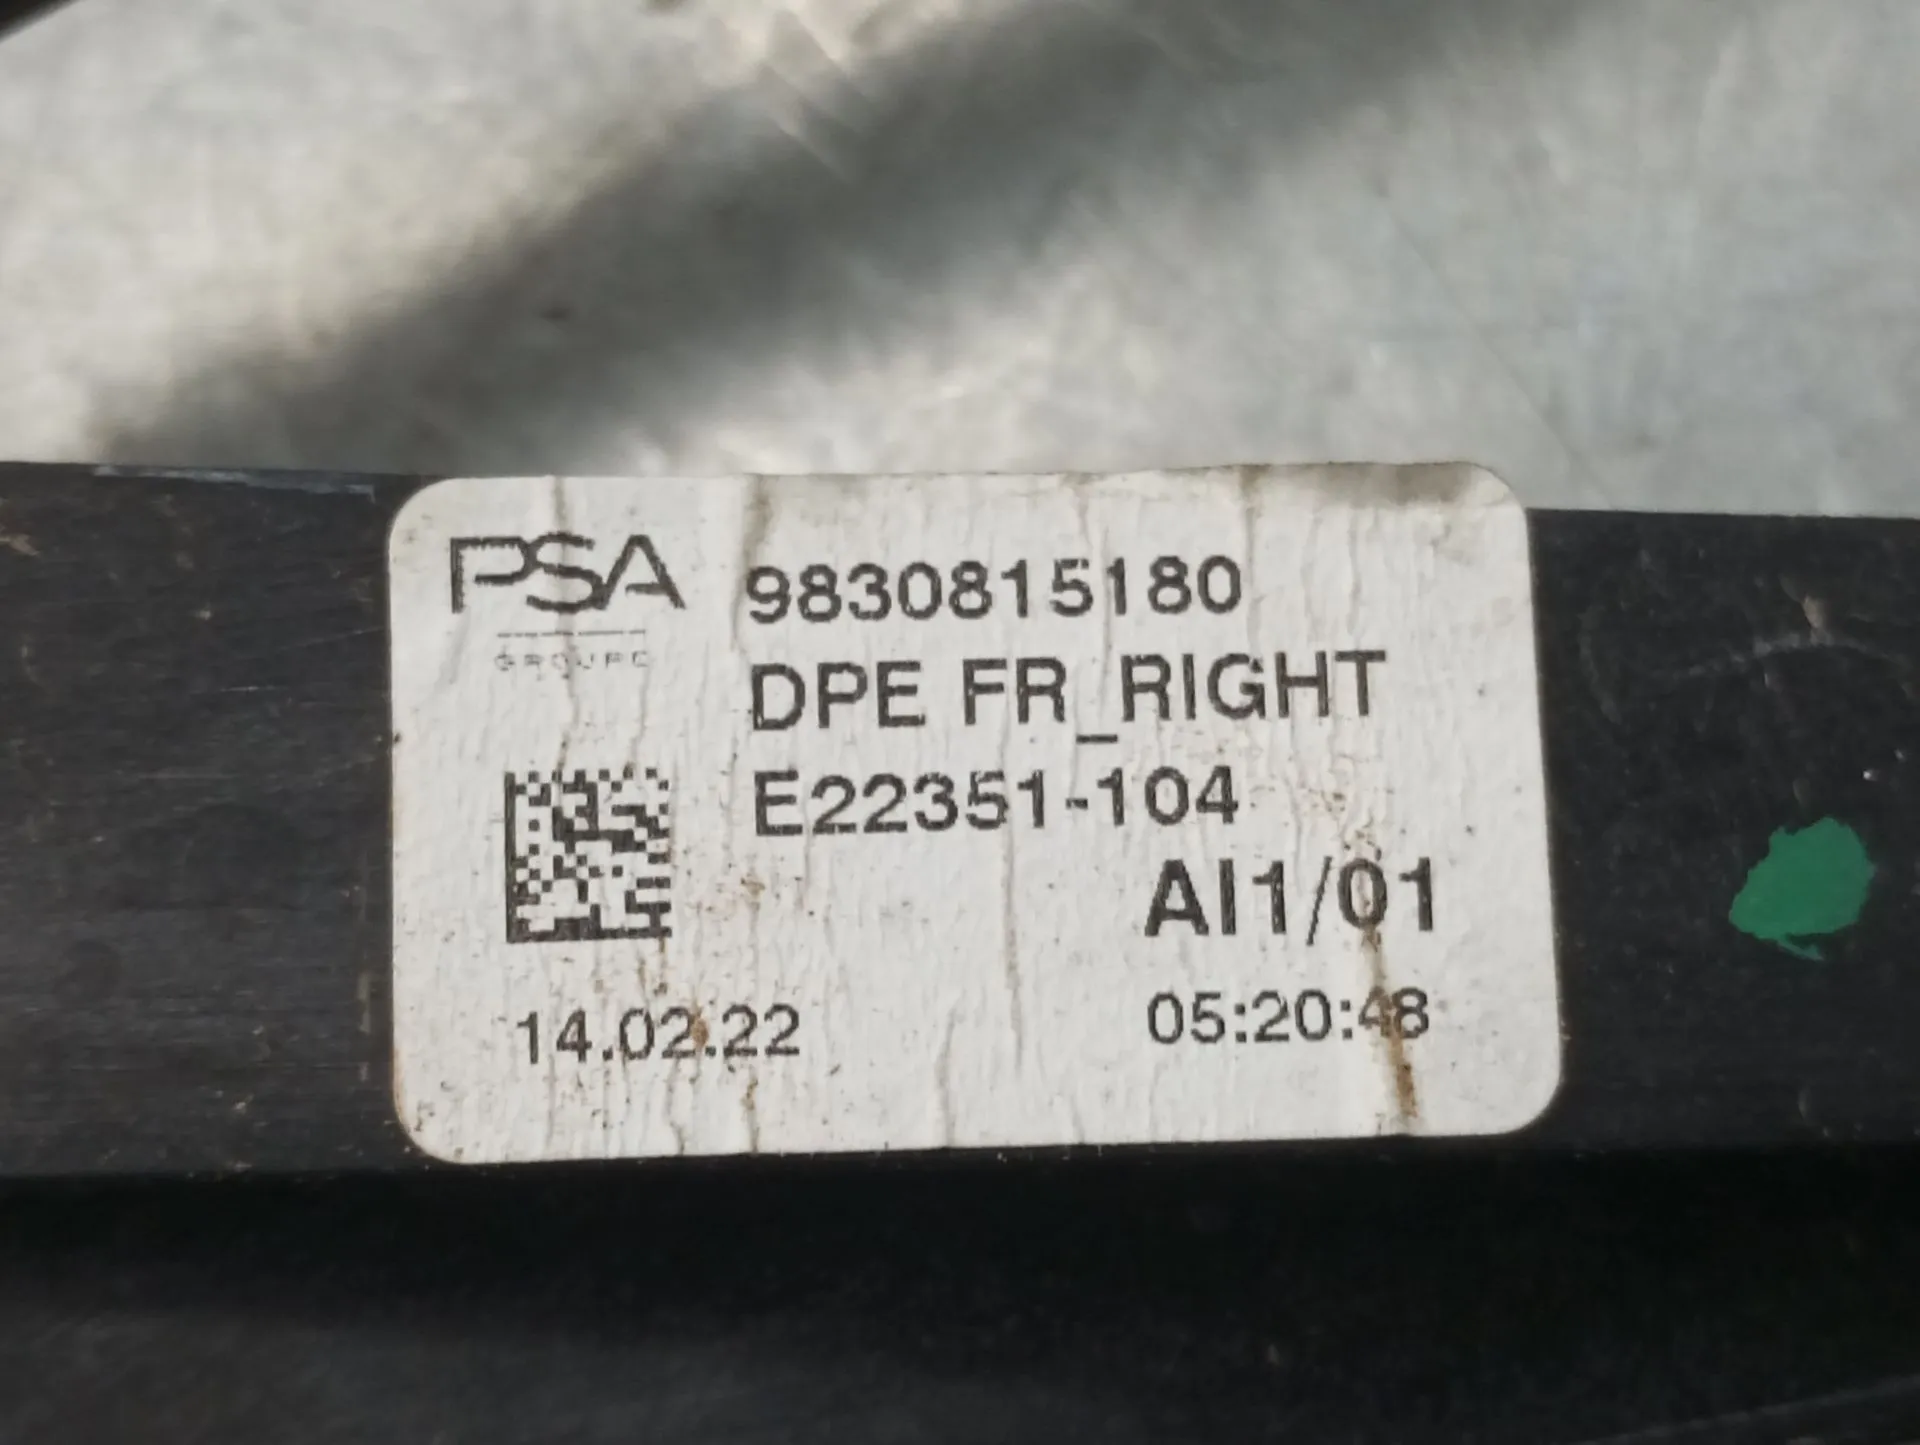 PSA
GROUPE
9830815180
DPE FR_RIGHT
E22351-104
AI1/01
14.02.22
05:20:48